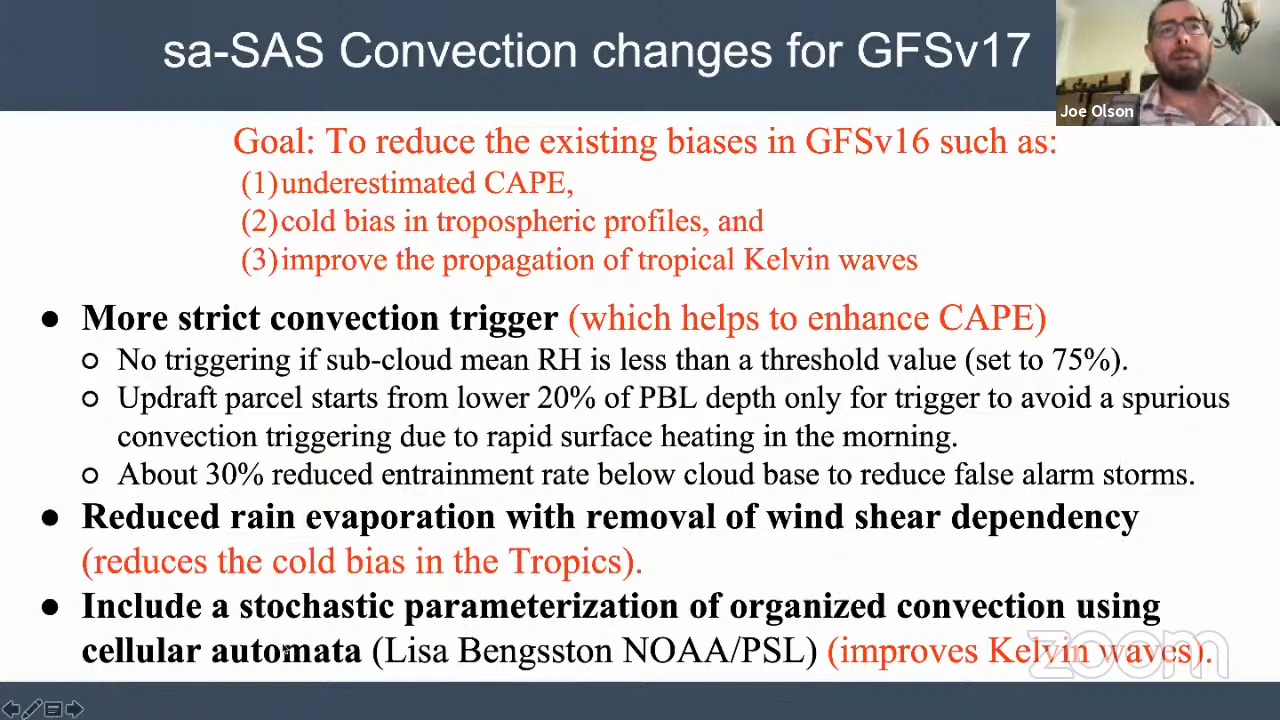 sa-SAS Convection changes for GFSv17
Joe Olson
Goal: To reduce the existing biases in GFSv16 such as:
(1)underestimated CAPE,
(2)cold bias in tropospheric profiles, and
(3)improve the propagation of tropical Kelvin waves
● More strict convection trigger (which helps to enhance CAPE)
○ No triggering if sub-cloud mean RH is less than a threshold value (set to 75%).
○ Updraft parcel starts from lower 20% of PBL depth only for trigger to avoid a spurious
convection triggering due to rapid surface heating in the morning.
○ About 30% reduced entrainment rate below cloud base to reduce false alarm storms.
● Reduced rain evaporation with removal of wind shear dependency
(reduces the cold bias in the Tropics).
● Include a stochastic parameterization of organized convection using
cellular automata (Lisa Bengsston NOAA/PSL) (improves Kelvin waves).
zoom